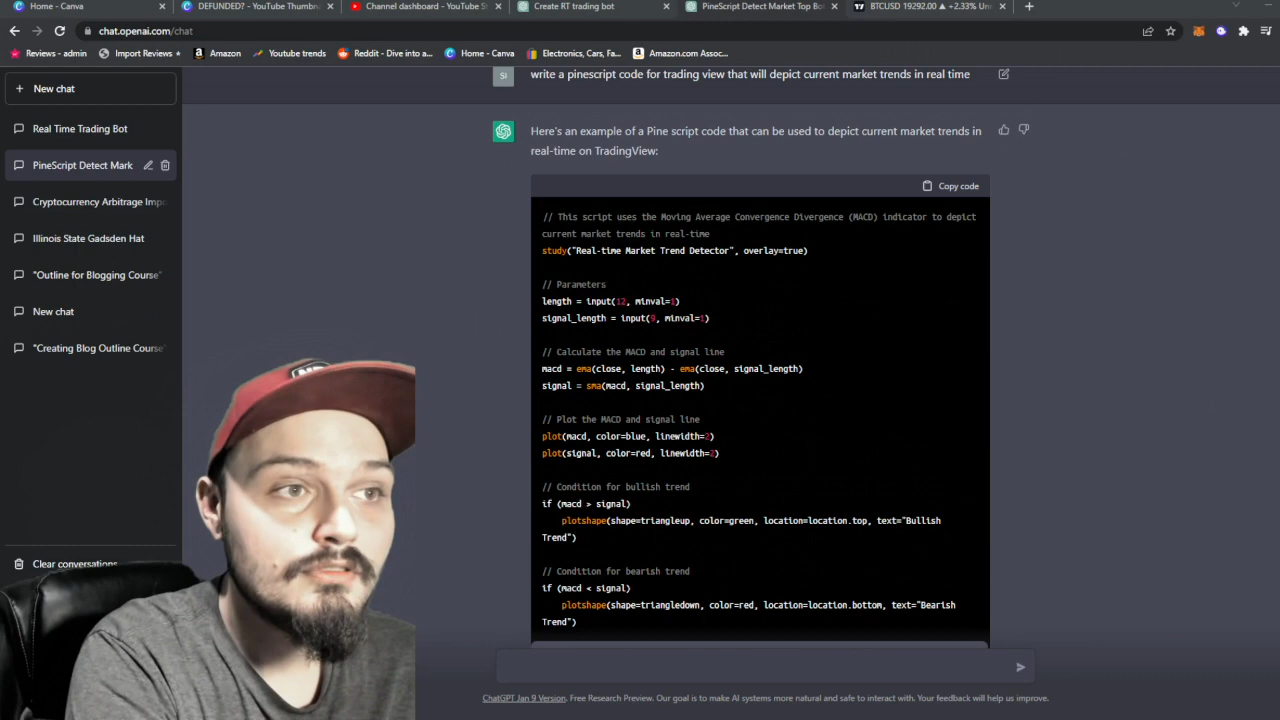 Home - Canva
DEFUNDED? - YouTube Thumbn
Channel dashboard - YouTube St
Create RT trading bot
PineScript Detect Market Top Bot
BTCUSD 19292.00 ▲ +2.33% Un
chat.openai.com/chat
Reviews - admin
Import Reviews
Amazon
Youtube trends
Reddit - Dive into a...
Home - Canva
Electronics, Cars, Fa...
Amazon.com Assoc...
New chat
Real Time Trading Bot
PineScript Detect Mark
Cryptocurrency Arbitrage Impo
Illinois State Gadsden Hat
"Outline for Blogging Course"
New chat
"Creating Blog Outline Course"
Clear conversations
SI
write a pinescript code for trading view that will depict current market trends in real time
Here's an example of a Pine script code that can be used to depict current market trends in
real-time on TradingView:
Copy code
// This script uses the Moving Average Convergence Divergence (MACD) indicator to depict
current market trends in real-time
study("Real-time Market Trend Detector", overlay=true)
// Parameters
length = input(12, minval=1)
signal_length = input(9, minval=1)
// Calculate the MACD and signal line
macd = ema(close, length) - ema(close, signal_length)
signal = sma(macd, signal_length)
// Plot the MACD and signal line
plot(macd, color=blue, linewidth=2)
plot(signal, color=red, linewidth=2)
// Condition for bullish trend
if (macd > signal)
plotshape(shape=triangleup, color=green, location=location.top, text="Bullish
Trend")
// Condition for bearish trend
if (macd < signal)
plotshape(shape=triangledown, color=red, location=location.bottom, text="Bearish
Trend")
ChatGPT Jan 9 Version. Free Research Preview. Our goal is to make AI systems more natural and safe to interact with. Your feedback will help us improve.